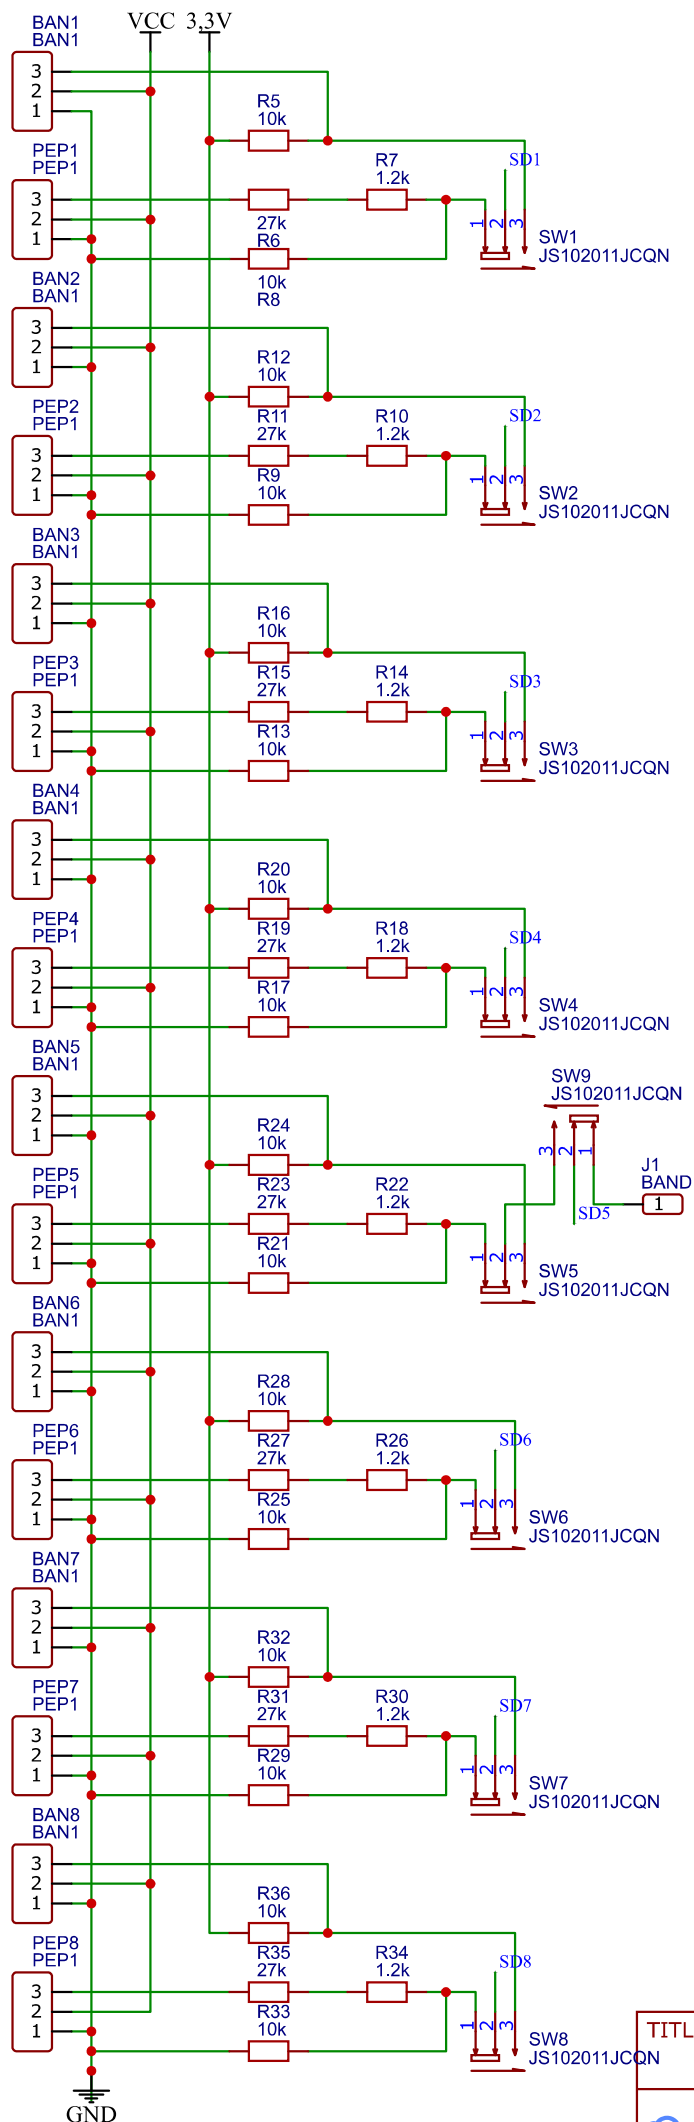 BAN1
BAN1
VCC 3,3V
3
2
1
R5
10k
PEP1
PEP1
3
2
1
R7
1.2k
SD1
27k
R6
10k
R8
1 2 3
SW1
JS102011JCQN
BAN2
BAN1
3
2
1
R12
10k
PEP2
PEP1
3
2
1
R11
27k
R10
1.2k
SD2
R9
10k
1 2 3
SW2
JS102011JCQN
BAN3
BAN1
3
2
1
R16
10k
PEP3
PEP1
3
2
1
R15
27k
R14
1.2k
SD3
R13
10k
1 2 3
SW3
JS102011JCQN
BAN4
BAN1
3
2
1
R20
10k
PEP4
PEP1
3
2
1
R19
27k
R18
1.2k
SD4
R17
10k
1 2 3
SW4
JS102011JCQN
BAN5
BAN1
3
2
1
SW9
JS102011JCQN
3 2 1
J1
BAND
1
SD5
R24
10k
PEP5
PEP1
3
2
1
R23
27k
R22
1.2k
R21
10k
1 2 3
SW5
JS102011JCQN
BAN6
BAN1
3
2
1
R28
10k
PEP6
PEP1
3
2
1
R27
27k
R26
1.2k
SD6
R25
10k
1 2 3
SW6
JS102011JCQN
BAN7
BAN1
3
2
1
R32
10k
PEP7
PEP1
3
2
1
R31
27k
R30
1.2k
SD7
R29
10k
1 2 3
SW7
JS102011JCQN
BAN8
BAN1
3
2
1
R36
10k
PEP8
PEP1
3
2
1
R35
27k
R34
1.2k
SD8
R33
10k
1 2 3
SW8
JS102011JCQN
TITL
GND